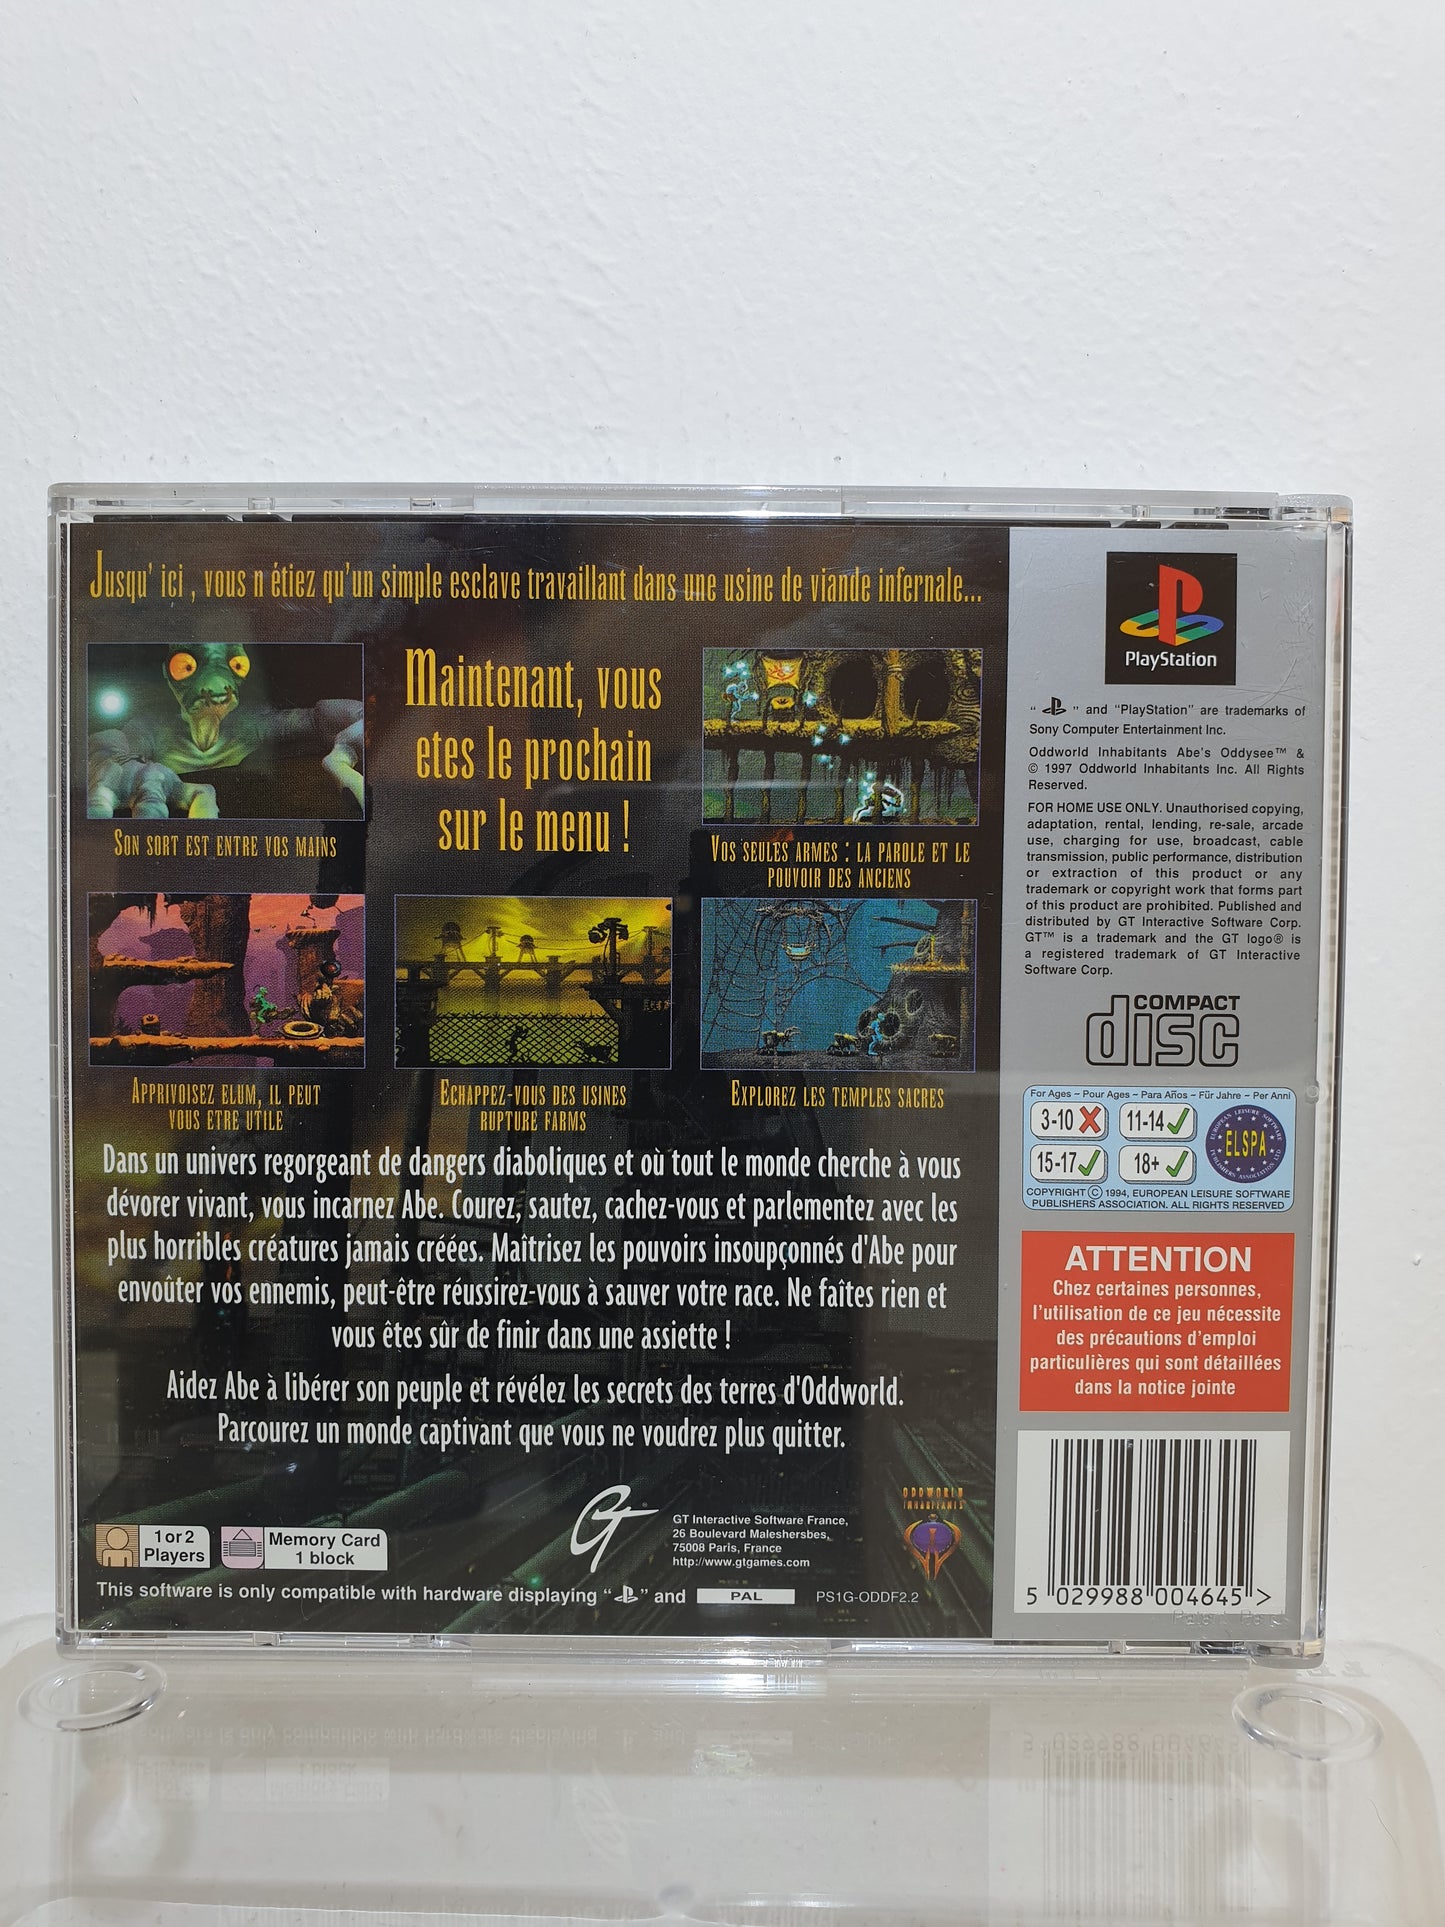 Jusqu' ici , vous n étiez qu'un simple esclave travaillant dans une usine de viande infernale...
Maintenant, vous
etes le prochain
sur le menu !
SON SORT EST ENTRE VOS MAINS
VOS SEULES ARMES : LA PAROLE ET LE
POUVOIR DES ANCIENS
APPRIVOISEZ ELUM, IL PEUT
VOUS ETRE UTILE
ECHAPPEZ-VOUS DES USINES
RUPTURE FARMS
EXPLOREZ LES TEMPLES SACRES
Dans un univers regorgeant de dangers diaboliques et où tout le monde cherche à vous
dévorer vivant, vous incarnez Abe. Courez, sautez, cachez-vous et parlementez avec les
plus horribles créatures jamais créées. Maîtrisez les pouvoirs insoupçonnés d'Abe pour
envoûter vos ennemis, peut-être réussirez-vous à sauver votre race. Ne faîtes rien et
vous êtes sûr de finir dans une assiette !
Aidez Abe à libérer son peuple et révélez les secrets des terres d'Oddworld.
Parcourez un monde captivant que vous ne voudrez plus quitter.
1 or 2
Players
Memory Card
1 block
GT
GT Interactive Software France,
26 Boulevard Maleshersbes,
75008 Paris, France
http://www.gtgames.com
ODDWORLD
INHABITANTS
This software is only compatible with hardware displaying " " and PAL
PS1G-ODDF2.2
PlayStation
" " and "PlayStation" are trademarks of
Sony Computer Entertainment Inc.
Oddworld Inhabitants Abe's Oddysee™ &
© 1997 Oddworld Inhabitants Inc. All Rights
Reserved.
FOR HOME USE ONLY. Unauthorised copying,
adaptation, rental, lending, re-sale, arcade
use, charging for use, broadcast, cable
transmission, public performance, distribution
or extraction of this product or any
trademark or copyright work that forms part
of this product are prohibited. Published and
distributed by GT Interactive Software Corp.
GT™ is a trademark and the GT logo® is
a registered trademark of GT Interactive
Software Corp.
COMPACT
disc
For Ages ~ Pour Ages ~ Para Años ~ Für Jahre ~ Per Anni
3-10 11-14
15-17 18+
EUROPEAN LEISURE SOFTWARE
ELSPA
PUBLISHERS ASSOCIATION LTD
COPYRIGHT © 1994, EUROPEAN LEISURE SOFTWARE
PUBLISHERS ASSOCIATION. ALL RIGHTS RESERVED
ATTENTION
Chez certaines personnes,
l'utilisation de ce jeu nécessite
des précautions d'emploi
particulières qui sont détaillées
dans la notice jointe
5 029988 004645 >